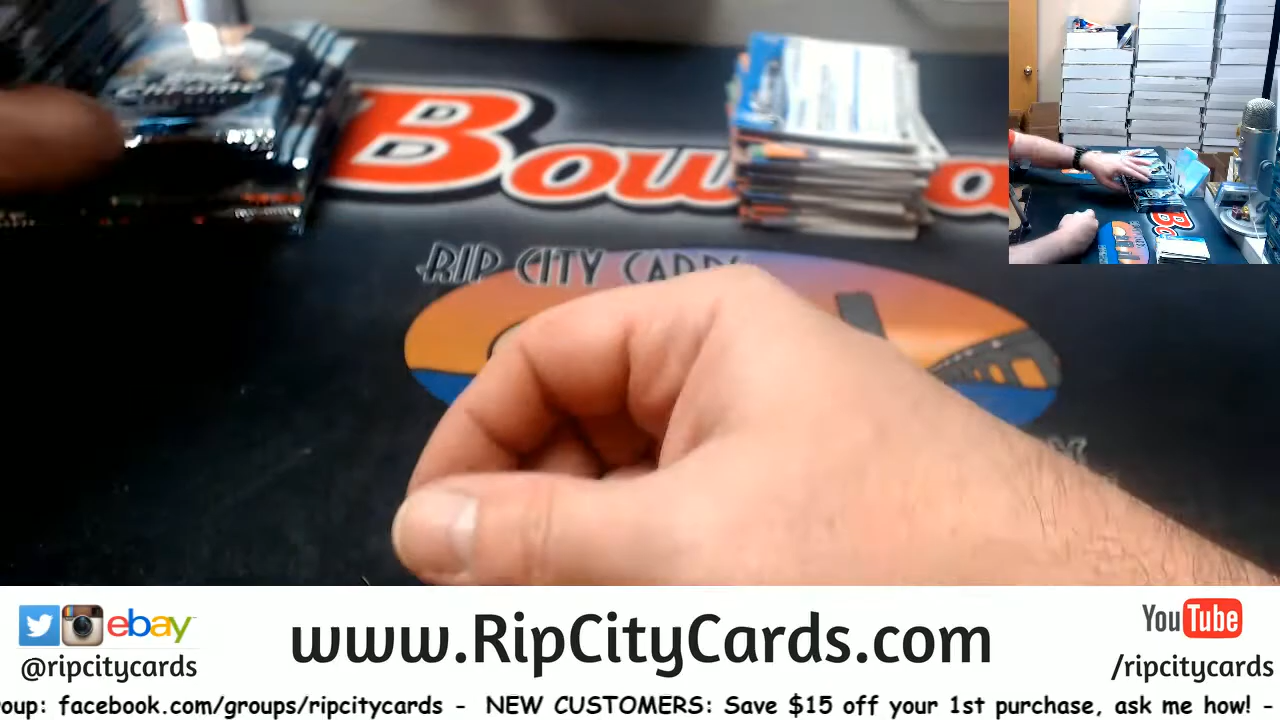 Chrome
Bow
RIP CITY CARDS
ebay
www.RipCityCards.com
YouTube
@ripcitycards
/ripcitycards
oup: facebook.com/groups/ripcitycards - NEW CUSTOMERS: Save $15 off your 1st purchase, ask me how! -